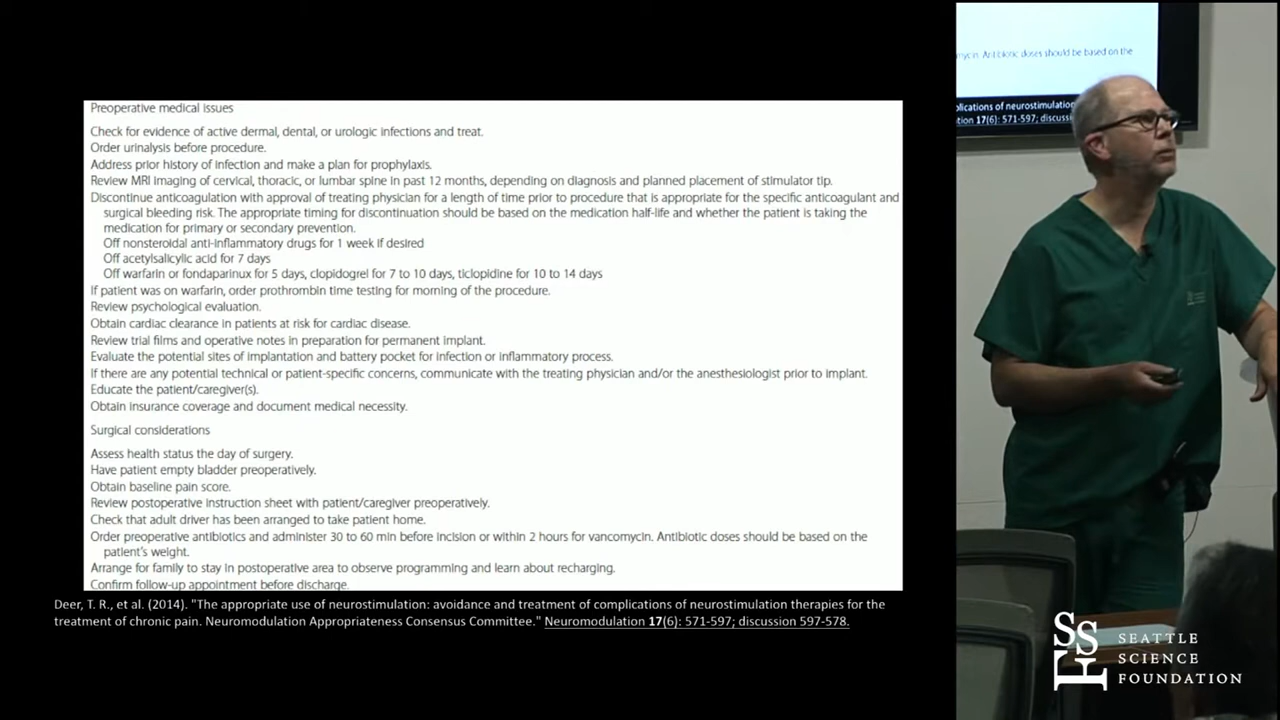 Preoperative medical issues
Check for evidence of active dermal, dental, or urologic infections and treat.
Order urinalysis before procedure.
Address prior history of infection and make a plan for prophylaxis.
Review MRI imaging of cervical, thoracic, or lumbar spine in past 12 months, depending on diagnosis and planned placement of stimulator tip.
Discontinue anticoagulation with approval of treating physician for a length of time prior to procedure that is appropriate for the specific anticoagulant and
surgical bleeding risk. The appropriate timing for discontinuation should be based on the medication half-life and whether the patient is taking the
medication for primary or secondary prevention.
Off nonsteroidal anti-inflammatory drugs for 1 week if desired
Off acetylsalicylic acid for 7 days
Off warfarin or fondaparinux for 5 days, clopidogrel for 7 to 10 days, ticlopidine for 10 to 14 days
If patient was on warfarin, order prothrombin time testing for morning of the procedure.
Review psychological evaluation.
Obtain cardiac clearance in patients at risk for cardiac disease.
Review trial films and operative notes in preparation for permanent implant.
Evaluate the potential sites of implantation and battery pocket for infection or inflammatory process.
If there are any potential technical or patient-specific concerns, communicate with the treating physician and/or the anesthesiologist prior to implant.
Educate the patient/caregiver(s).
Obtain insurance coverage and document medical necessity.
Surgical considerations
Assess health status the day of surgery.
Have patient empty bladder preoperatively.
Obtain baseline pain score.
Review postoperative instruction sheet with patient/caregiver preoperatively.
Check that adult driver has been arranged to take patient home.
Order preoperative antibiotics and administer 30 to 60 min before incision or within 2 hours for vancomycin. Antibiotic doses should be based on the
patient's weight.
Arrange for family to stay in postoperative area to observe programming and learn about recharging.
Confirm follow-up appointment before discharge.
Deer, T. R., et al. (2014). "The appropriate use of neurostimulation: avoidance and treatment of complications of neurostimulation therapies for the
treatment of chronic pain. Neuromodulation Appropriateness Consensus Committee." Neuromodulation 17(6): 571-597; discussion 597-578.
mycin. Antibiotic doses should be based on the
plications of neurostimulation
tion 17(6): 571-597; discuss
SSF
SEATTLE
SCIENCE
FOUNDATION